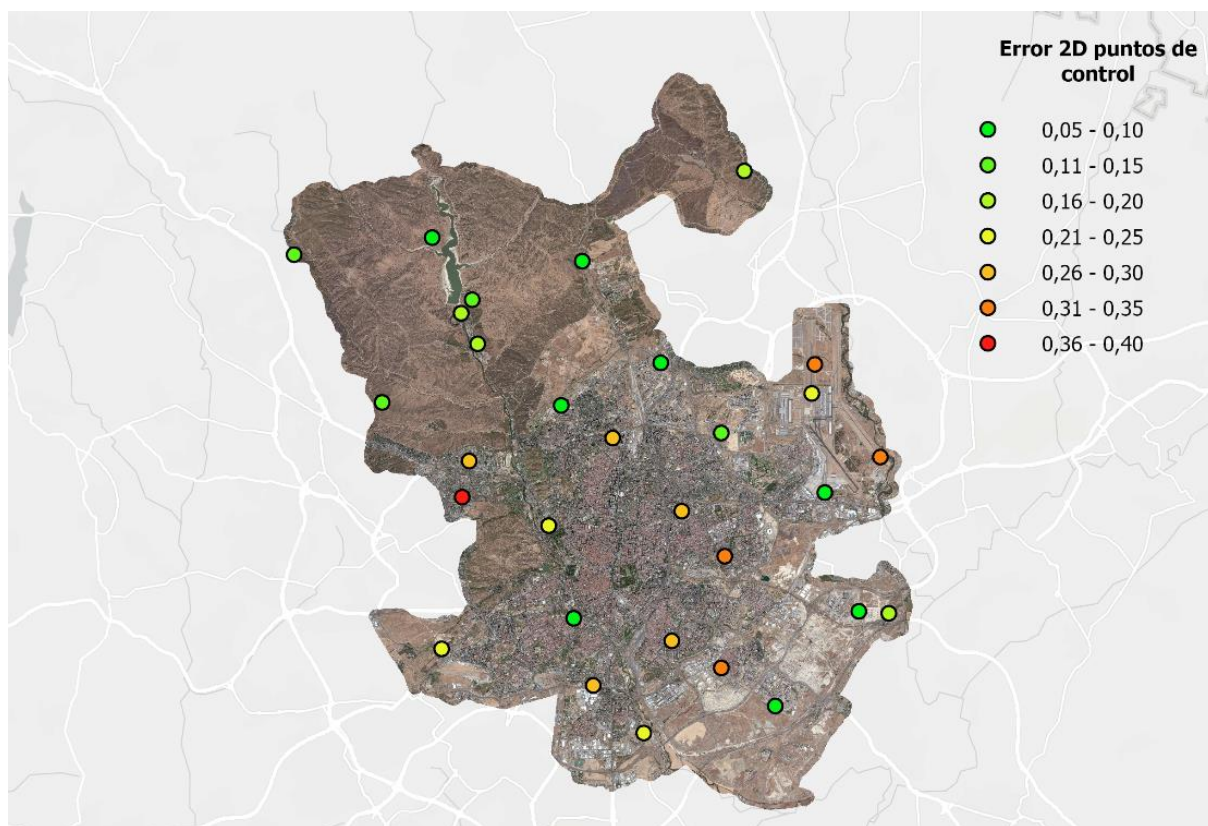 Error 2D puntos de
control
0,05 - 0,10
0,11 - 0,15
0,16 - 0,20
0,21 - 0,25
0,26 - 0,30
0,31 - 0,35
0,36 - 0,40